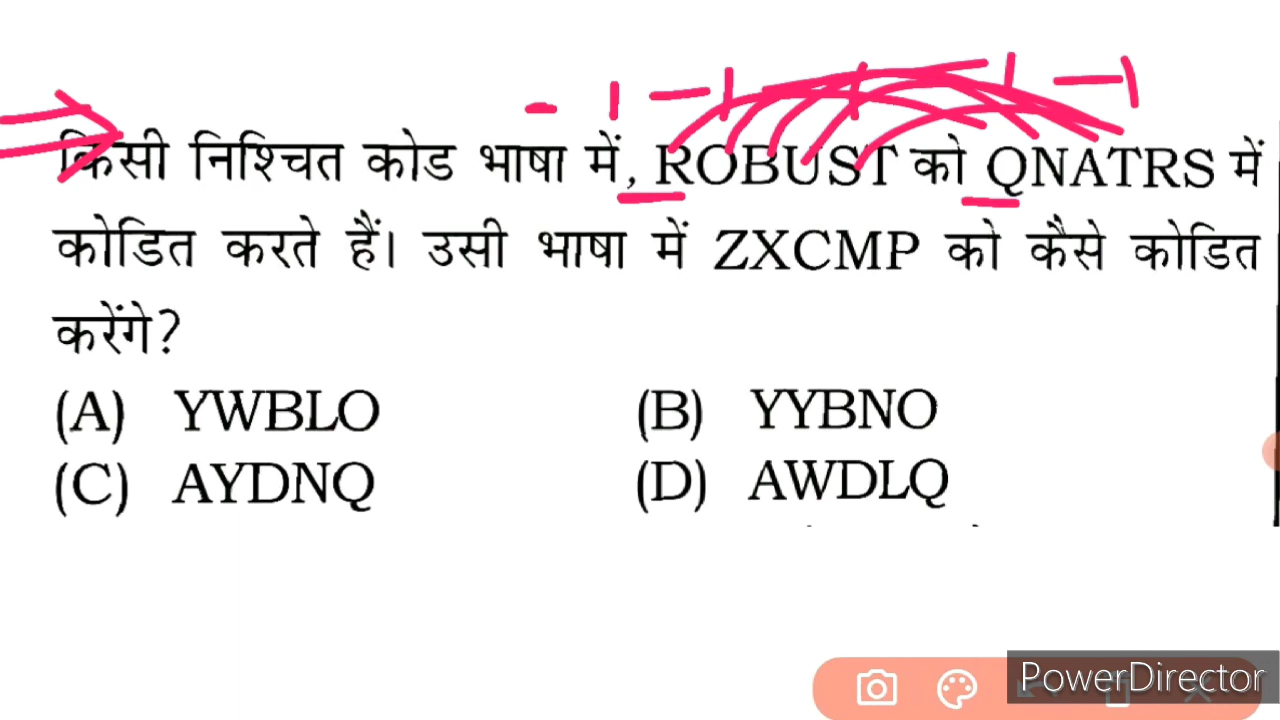 किसी निश्चित कोड भाषा में, ROBUST को QNATRS में
कोडित करते हैं। उसी भाषा में ZXCMP को कैसे कोडित
करेंगे?
(A) YWBLO (B) YYBNO
(C) AYDNQ (D) AWDLQ
PowerDirector